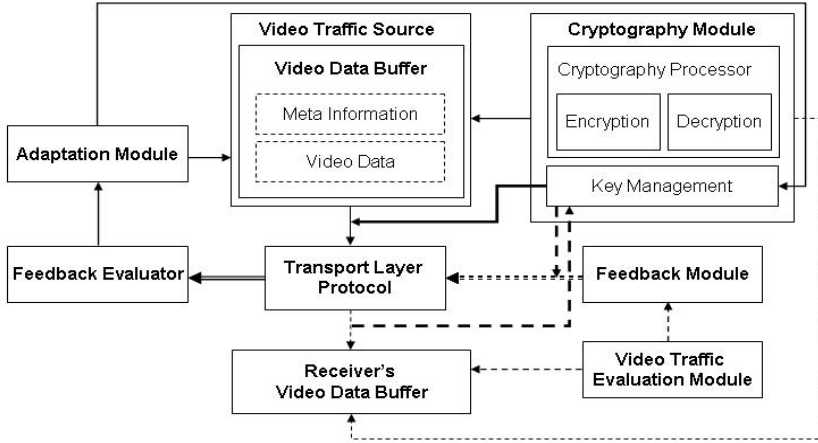 Video Traffic Source
Video Data Buffer
Meta Information
Video Data
Cryptography Module
Cryptography Processor
Encryption
Decryption
Key Management
Adaptation Module
Feedback Evaluator
Transport Layer
Protocol
Feedback Module
Receiver's
Video Data Buffer
Video Traffic
Evaluation Module